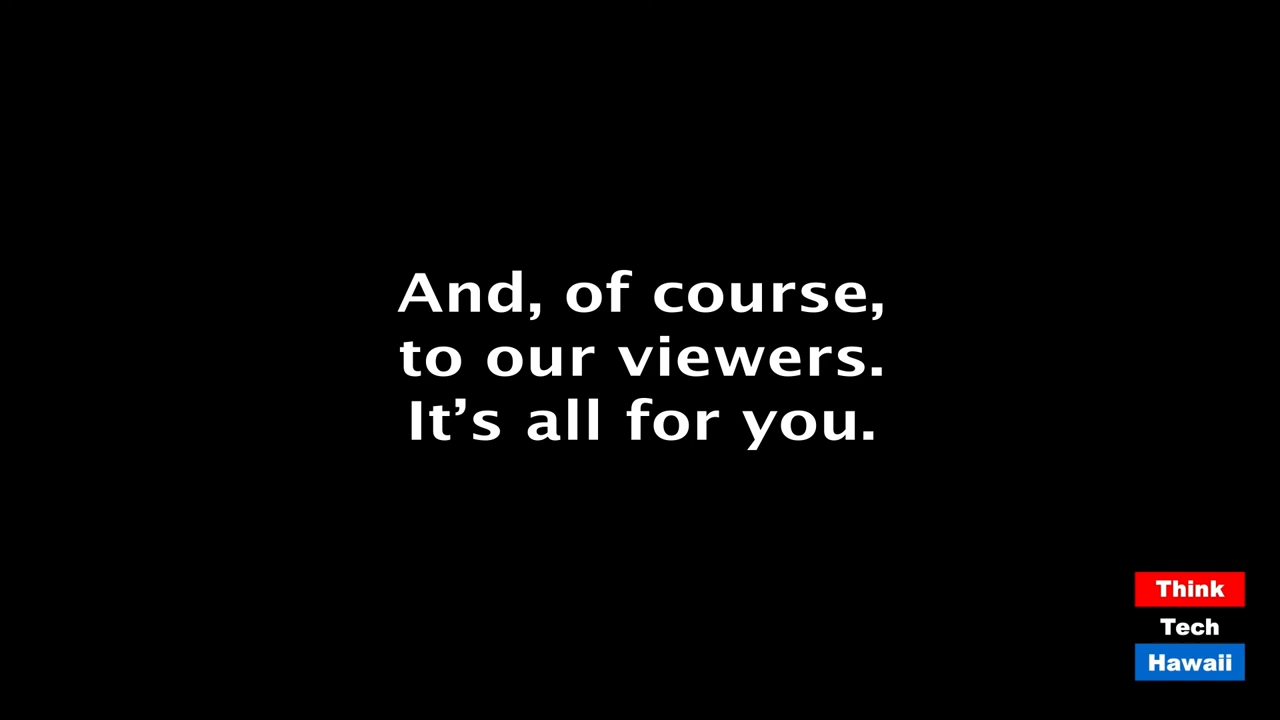 And, of course,
to our viewers.
It’s all for you.
Think
Tech
Hawaii